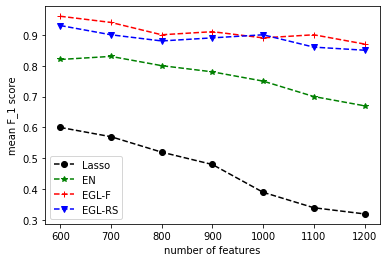 0.9
0.8
0.7
0.6
0.5
0.4
0.3
mean F_1 score
Lasso
EN
EGL-F
EGL-RS
600 700 800 900 1000 1100 1200
number of features